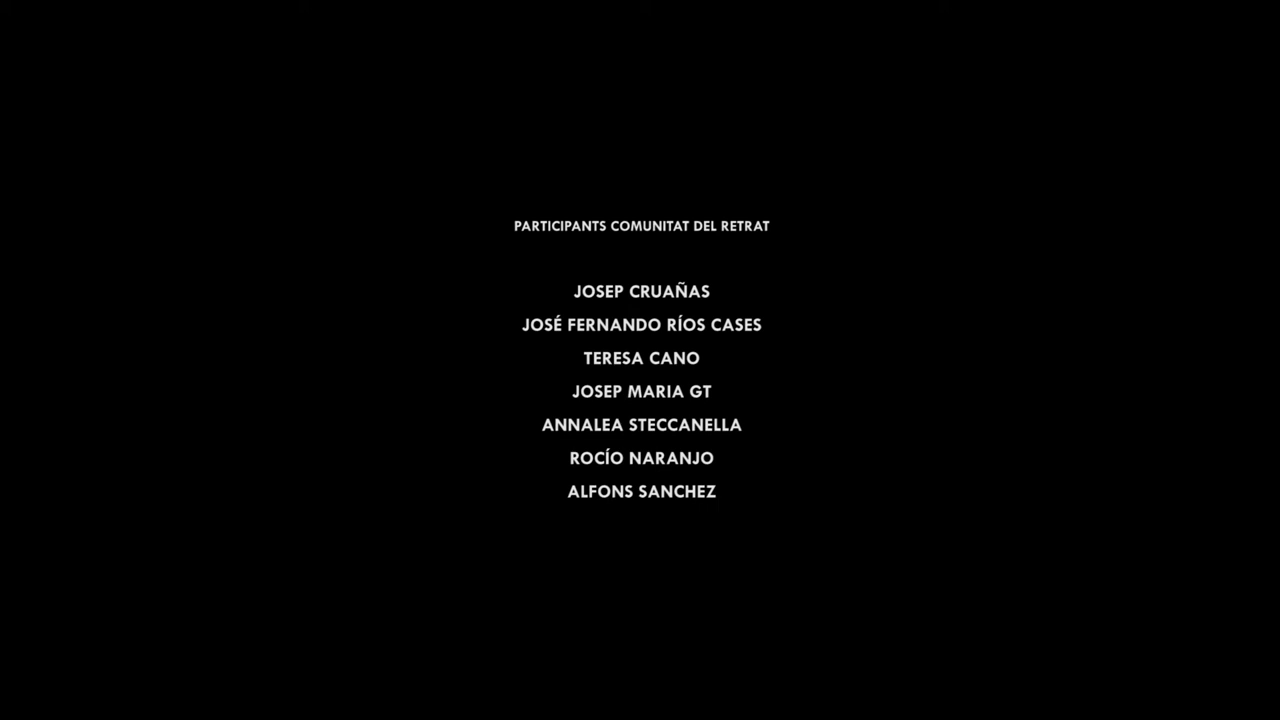 PARTICIPANTS COMUNITAT DEL RETRAT
JOSEP CRUAÑAS
JOSÉ FERNANDO RÍOS CASES
TERESA CANO
JOSEP MARIA GT
ANNALEA STECCANELLA
ROCÍO NARANJO
ALFONS SANCHEZ